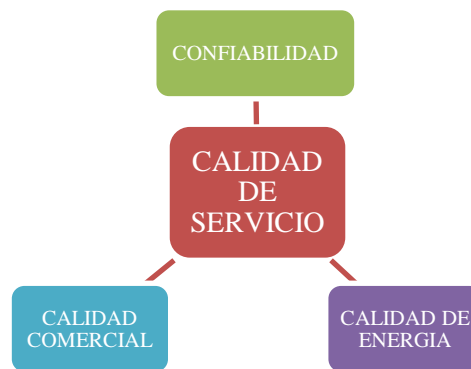 CONFIABILIDAD
CALIDAD
DE
SERVICIO
CALIDAD
COMERCIAL
CALIDAD DE
ENERGIA